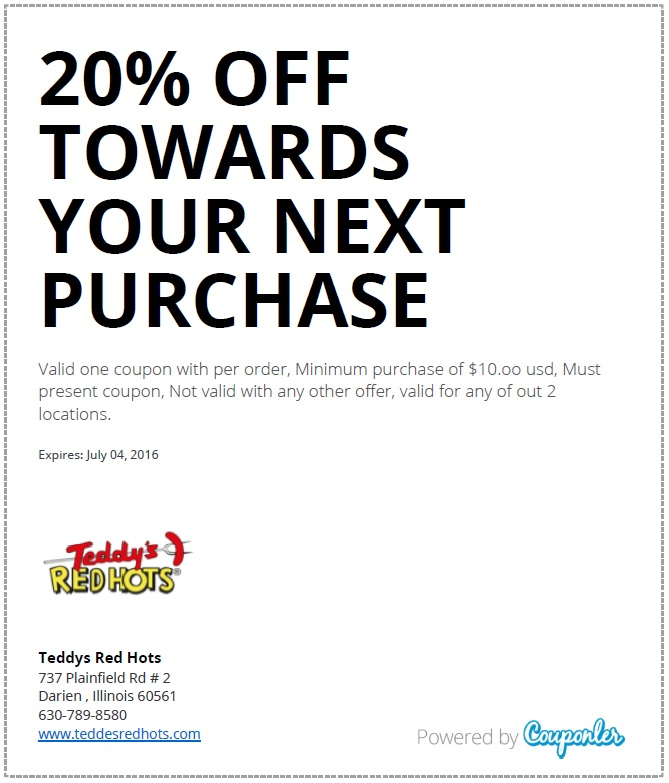 20% OFF
TOWARDS
YOUR NEXT
PURCHASE
Valid one coupon with per order, Minimum purchase of $10.oo usd, Must
present coupon, Not valid with any other offer, valid for any of out 2
locations.
Expires: July 04, 2016
Teddy's
RED HOTS®
Teddys Red Hots
737 Plainfield Rd # 2
Darien , Illinois 60561
630-789-8580
www.teddesredhots.com
Powered by Couponler